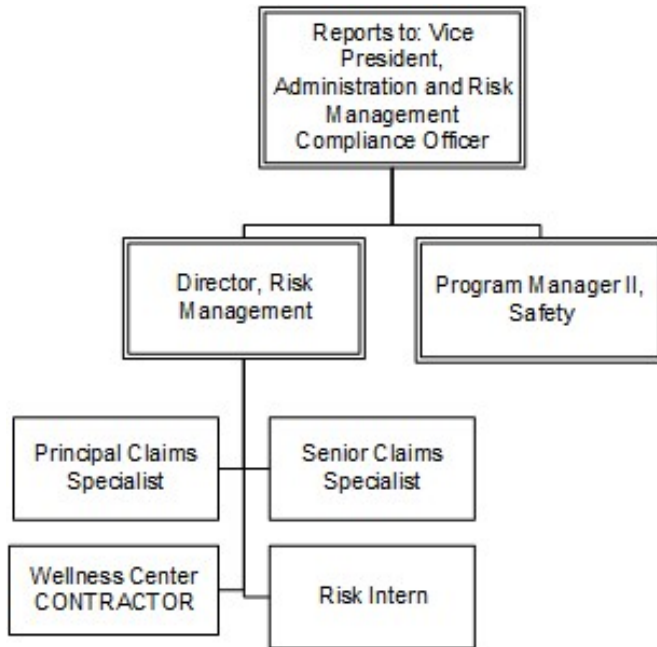 Reports to: Vice
President,
Administration and Risk
Management
Compliance Officer
Director, Risk
Management
Program Manager II,
Safety
Principal Claims
Specialist
Senior Claims
Specialist
Wellness Center
CONTRACTOR
Risk Intern